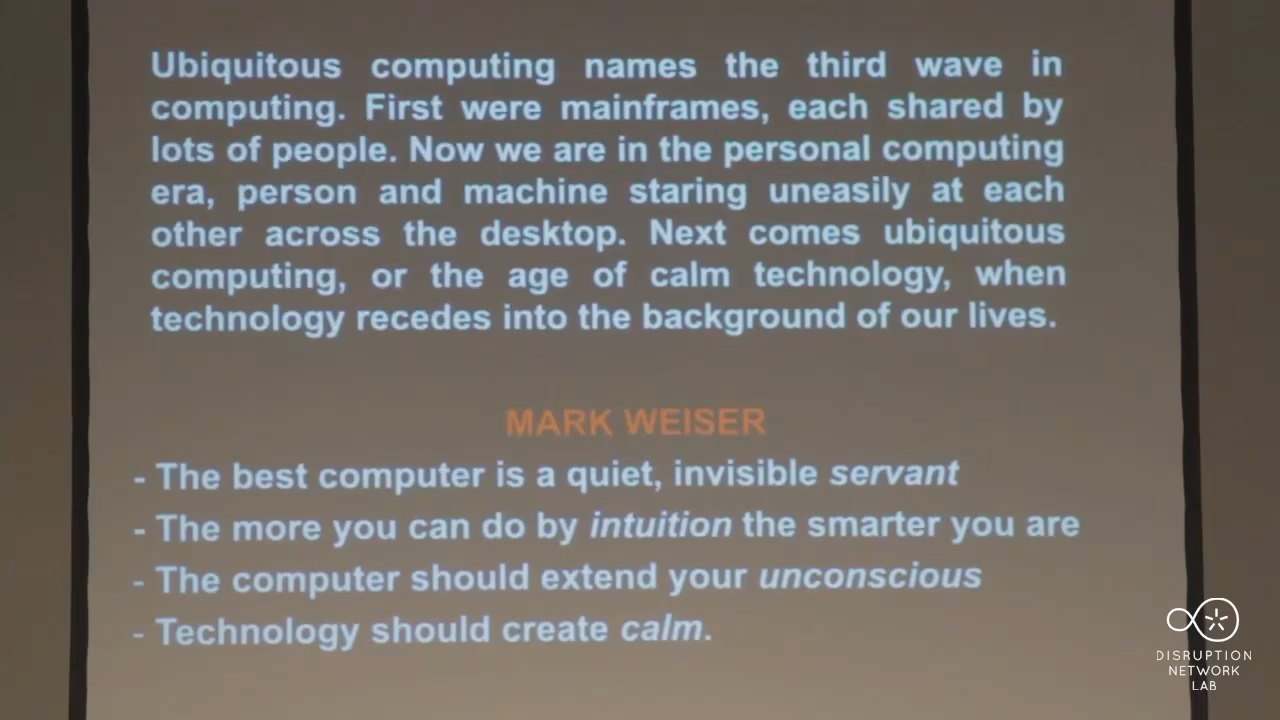 Ubiquitous computing names the third wave in
computing. First were mainframes, each shared by
lots of people. Now we are in the personal computing
era, person and machine staring uneasily at each
other across the desktop. Next comes ubiquitous
computing, or the age of calm technology, when
technology recedes into the background of our lives.
MARK WEISER
- The best computer is a quiet, invisible servant
- The more you can do by intuition the smarter you are
- The computer should extend your unconscious
- Technology should create calm.
DISRUPTION
NETWORK
LAB